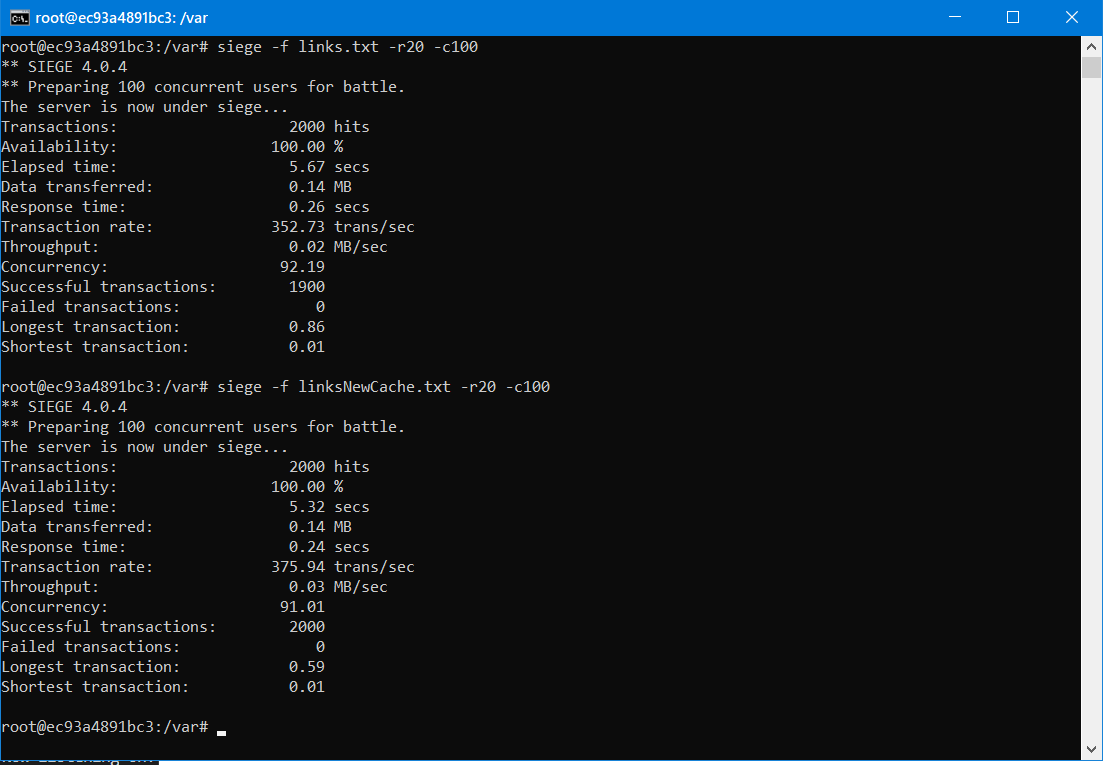 root@ec93a4891bc3: /var
root@ec93a4891bc3:/var# siege -f links.txt -r20 -c100
** SIEGE 4.0.4
** Preparing 100 concurrent users for battle.
The server is now under siege...
Transactions: 2000 hits
Availability: 100.00 %
Elapsed time: 5.67 secs
Data transferred: 0.14 MB
Response time: 0.26 secs
Transaction rate: 352.73 trans/sec
Throughput: 0.02 MB/sec
Concurrency: 92.19
Successful transactions: 1900
Failed transactions: 0
Longest transaction: 0.86
Shortest transaction: 0.01
root@ec93a4891bc3:/var# siege -f linksNewCache.txt -r20 -c100
** SIEGE 4.0.4
** Preparing 100 concurrent users for battle.
The server is now under siege...
Transactions: 2000 hits
Availability: 100.00 %
Elapsed time: 5.32 secs
Data transferred: 0.14 MB
Response time: 0.24 secs
Transaction rate: 375.94 trans/sec
Throughput: 0.03 MB/sec
Concurrency: 91.01
Successful transactions: 2000
Failed transactions: 0
Longest transaction: 0.59
Shortest transaction: 0.01
root@ec93a4891bc3:/var#